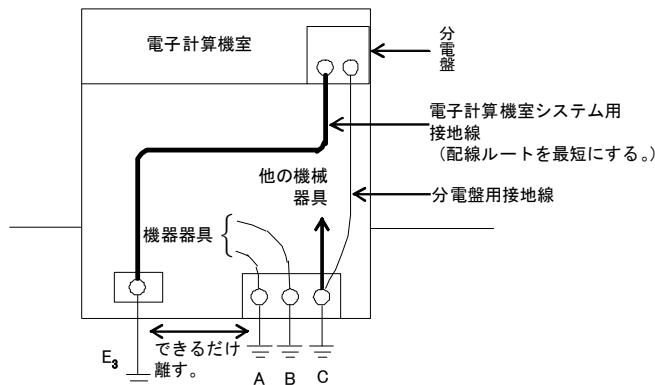 電子計算機室
分電盤
電子計算機室システム用
接地線
（配線ルートを最短にする。）
他の機械
器具
分電盤用接地線
機器器具
E₃
できるだけ
離す。
A B C